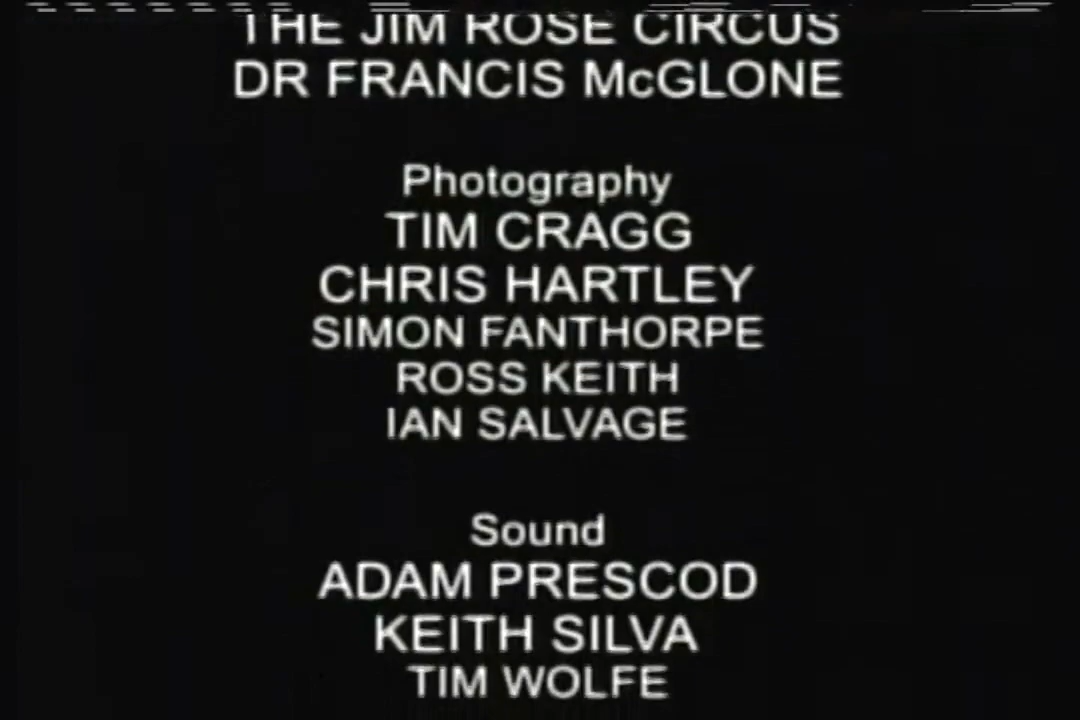 THE JIM ROSE CIRCUS
DR FRANCIS McGLONE
Photography
TIM CRAGG
CHRIS HARTLEY
SIMON FANTHORPE
ROSS KEITH
IAN SALVAGE
Sound
ADAM PRESCOD
KEITH SILVA
TIM WOLFE